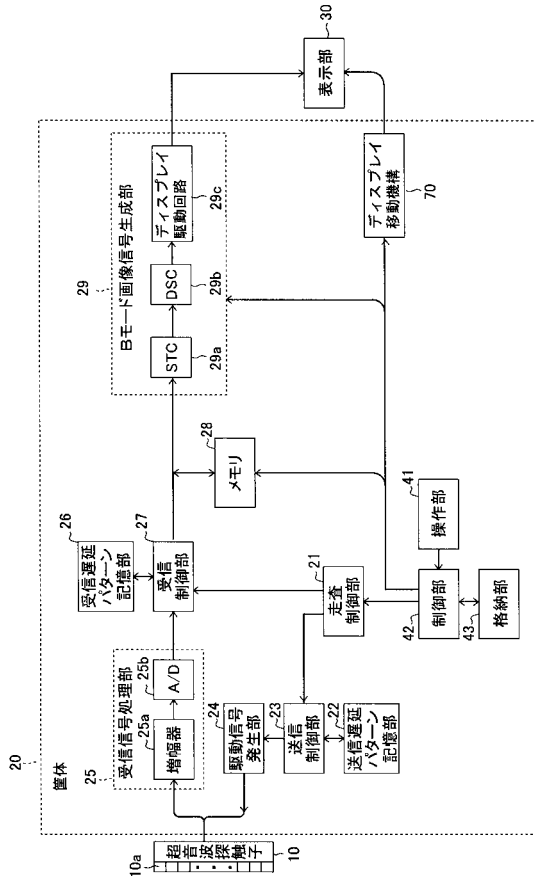 20
筐体
10a
超音波探触子
10
25
受信信号処理部
25a
増幅器
25b
A/D
26
受信遅延
パターン
記憶部
27
受信
制御部
24
駆動信号
発生部
23
送信
制御部
22
送信遅延
パターン
記憶部
21
走査
制御部
28
メモリ
29
Bモード画像信号生成部
STC
29a
DSC
29b
ディスプレイ
駆動回路
29c
30
表示部
ディスプレイ
移動機構
70
41
操作部
42
制御部
43
格納部